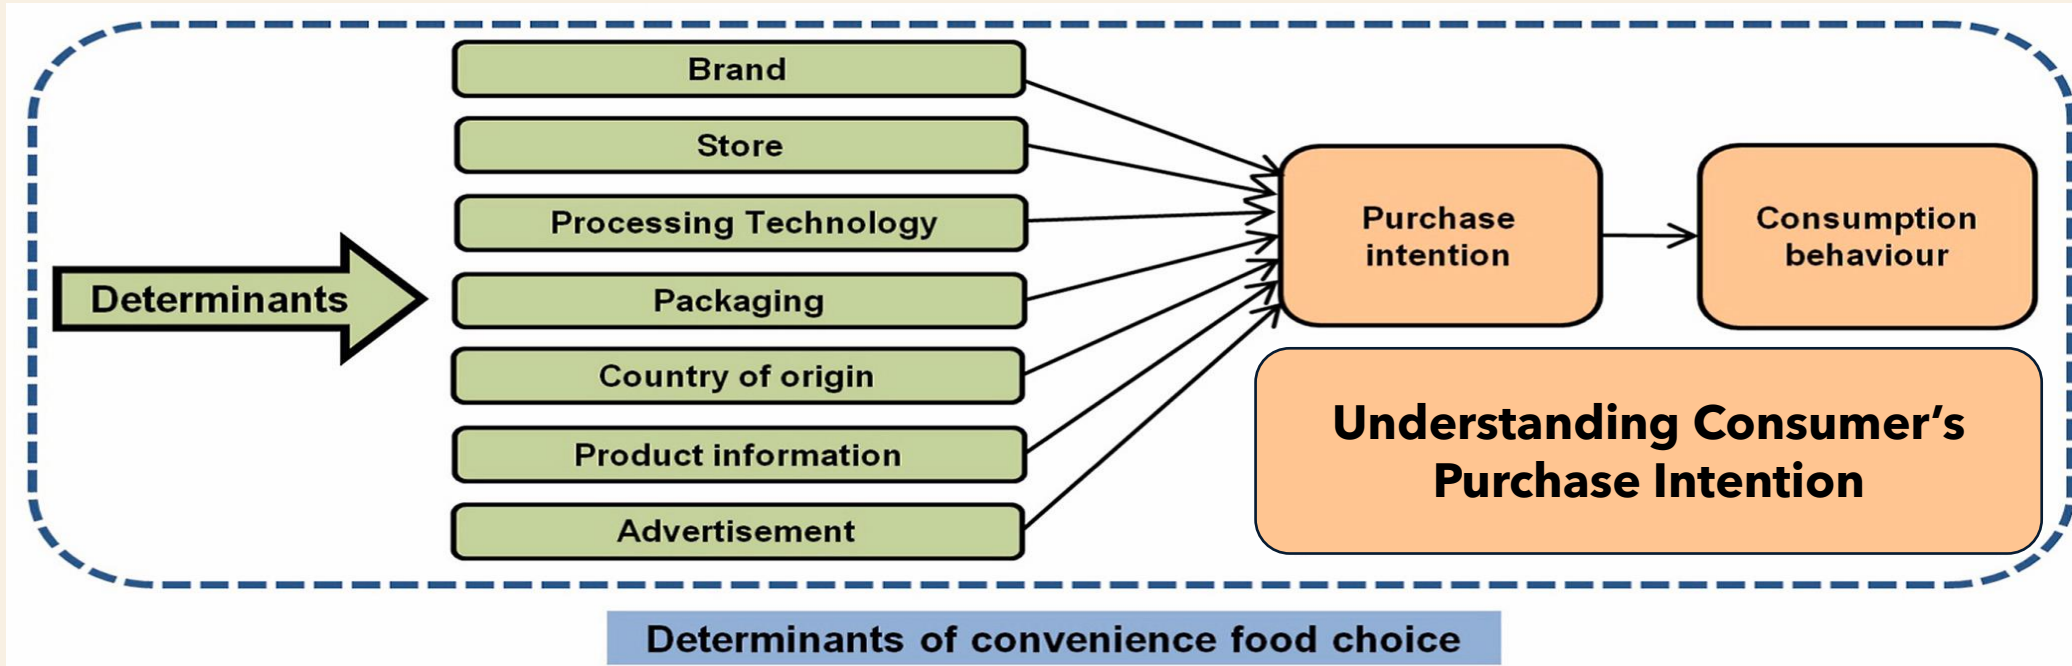 Determinants
Brand
Store
Processing Technology
Packaging
Country of origin
Product information
Advertisement
Purchase
intention
Consumption
behaviour
Understanding Consumer’s
Purchase Intention
Determinants of convenience food choice